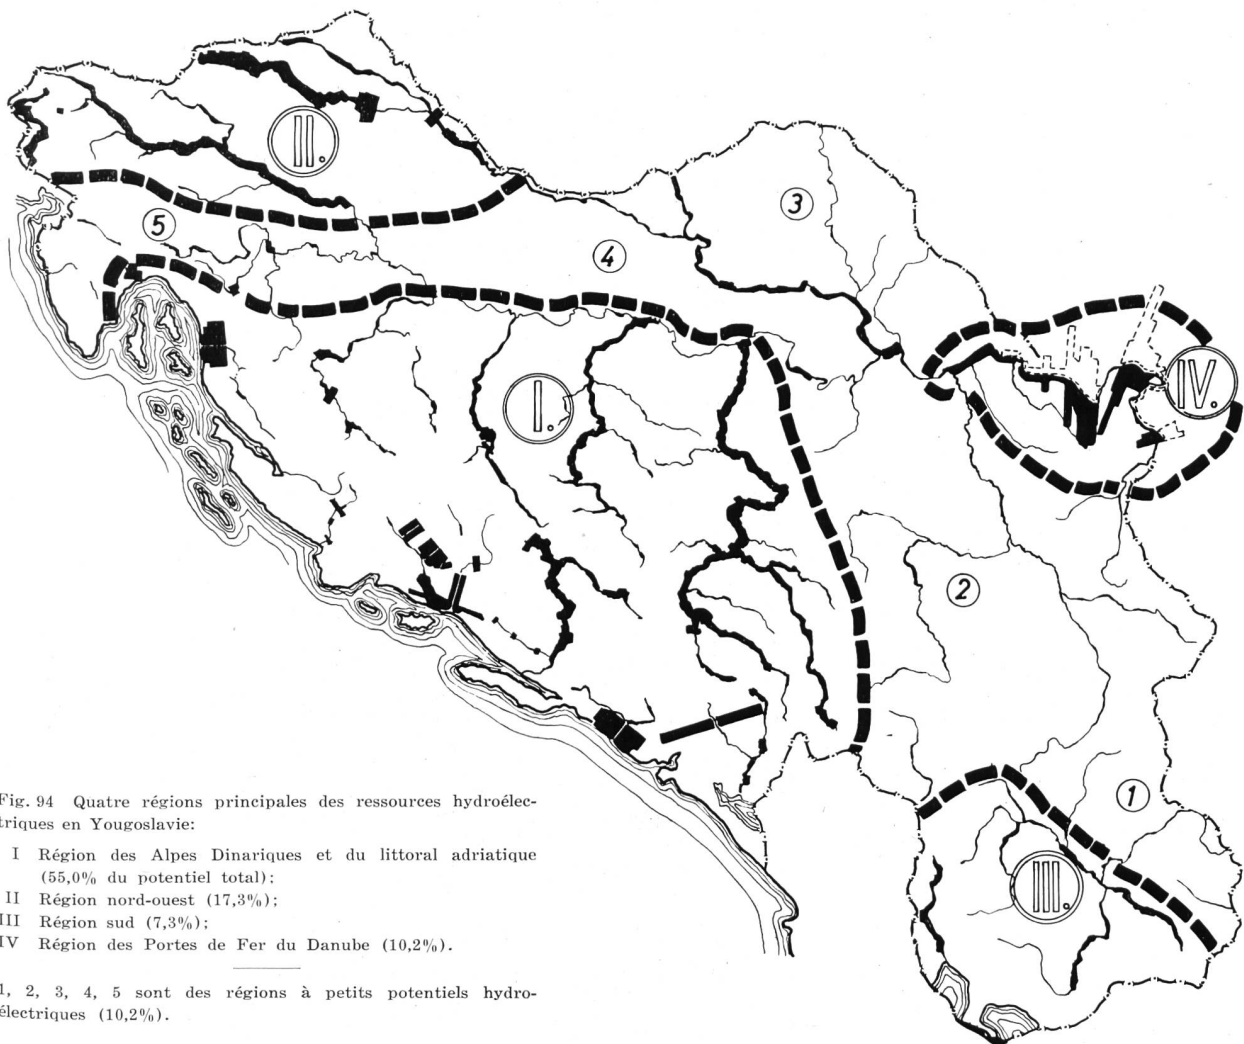 II.
3
5
4
IV.
I.
2
1
III.
Fig. 94 Quatre régions principales des ressources hydroélec-
triques en Yougoslavie:
I Région des Alpes Dinariques et du littoral adriatique
(55,0% du potentiel total);
II Région nord-ouest (17,3%);
III Région sud (7,3%);
IV Région des Portes de Fer du Danube (10,2%).
1, 2, 3, 4, 5 sont des régions à petits potentiels hydro-
électriques (10,2%).